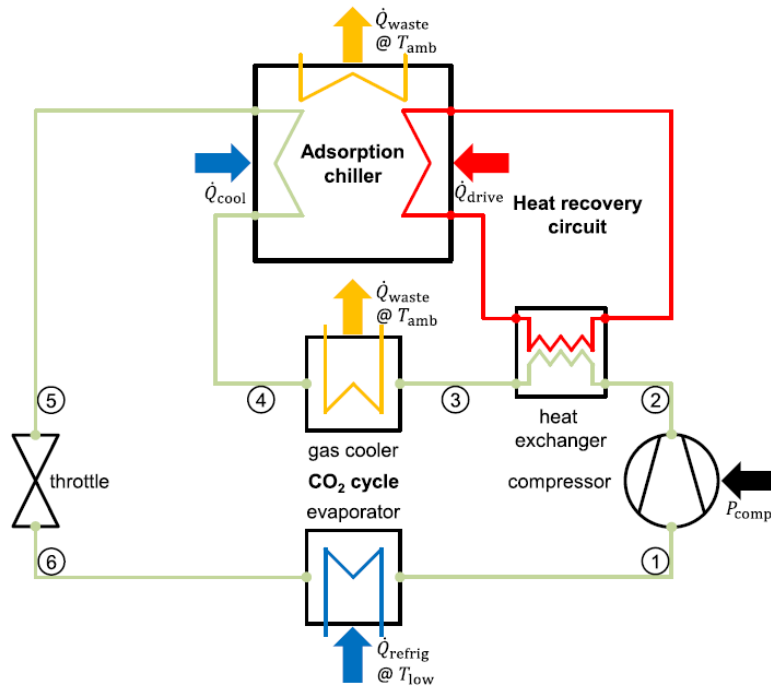 Q̇waste
@ Tamb
Adsorption
chiller
Q̇cool
Q̇drive
Heat recovery
circuit
Q̇waste
@ Tamb
5
4
3
2
gas cooler
heat
exchanger
throttle
CO2 cycle
compressor
evaporator
Pcomp
6
1
Q̇refrig
@ Tlow